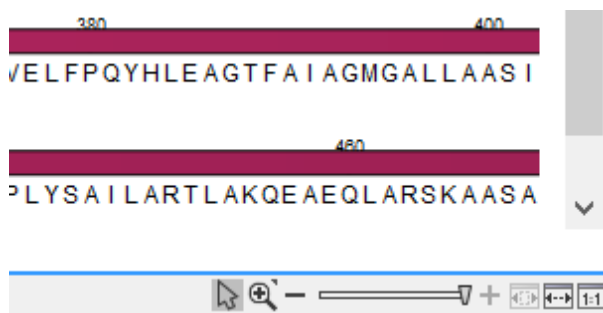 380 400
VELFPQYHLEAGTFAIAGMGALLAASI
460
PLYSAILARTLAKQEAEQLARSKAASA
1:1